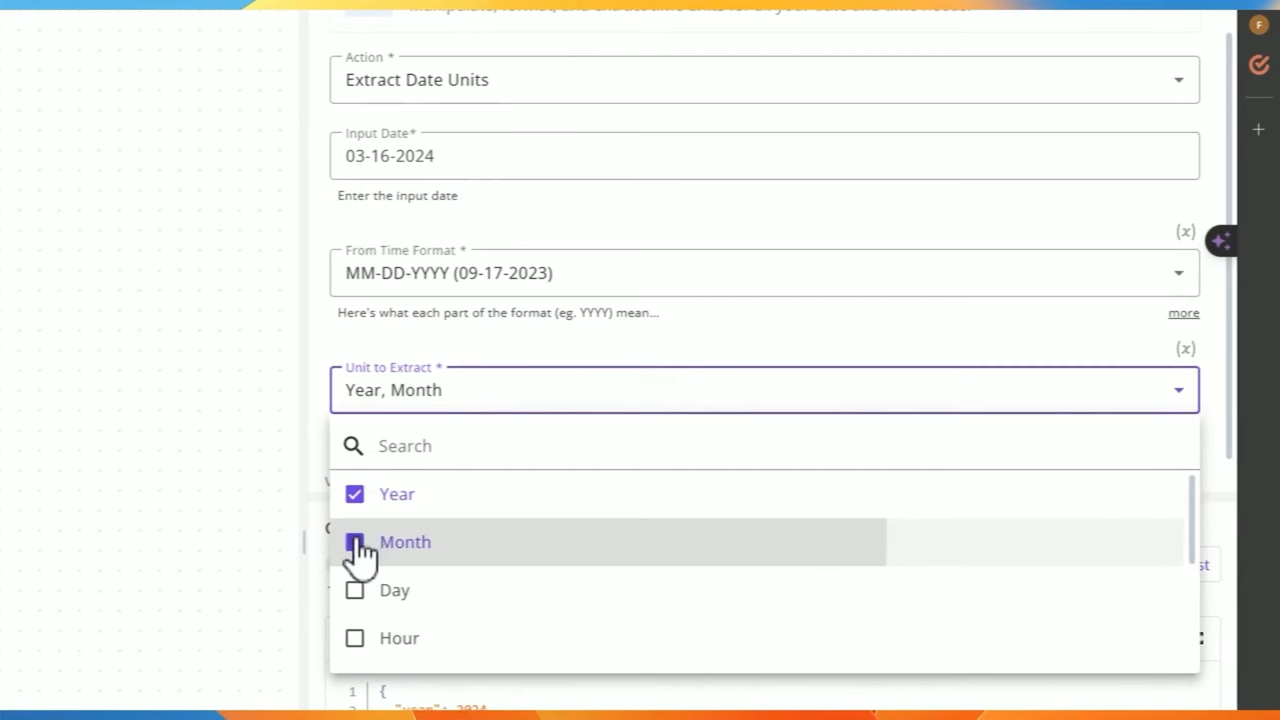 F
Action *
Extract Date Units
Input Date*
03-16-2024
Enter the input date
(x)
From Time Format *
MM-DD-YYYY (09-17-2023)
Here's what each part of the format (eg. YYYY) mean...
more
(x)
Unit to Extract *
Year, Month
Search
Year
Month
Day
Hour
1 {
"year": 2024